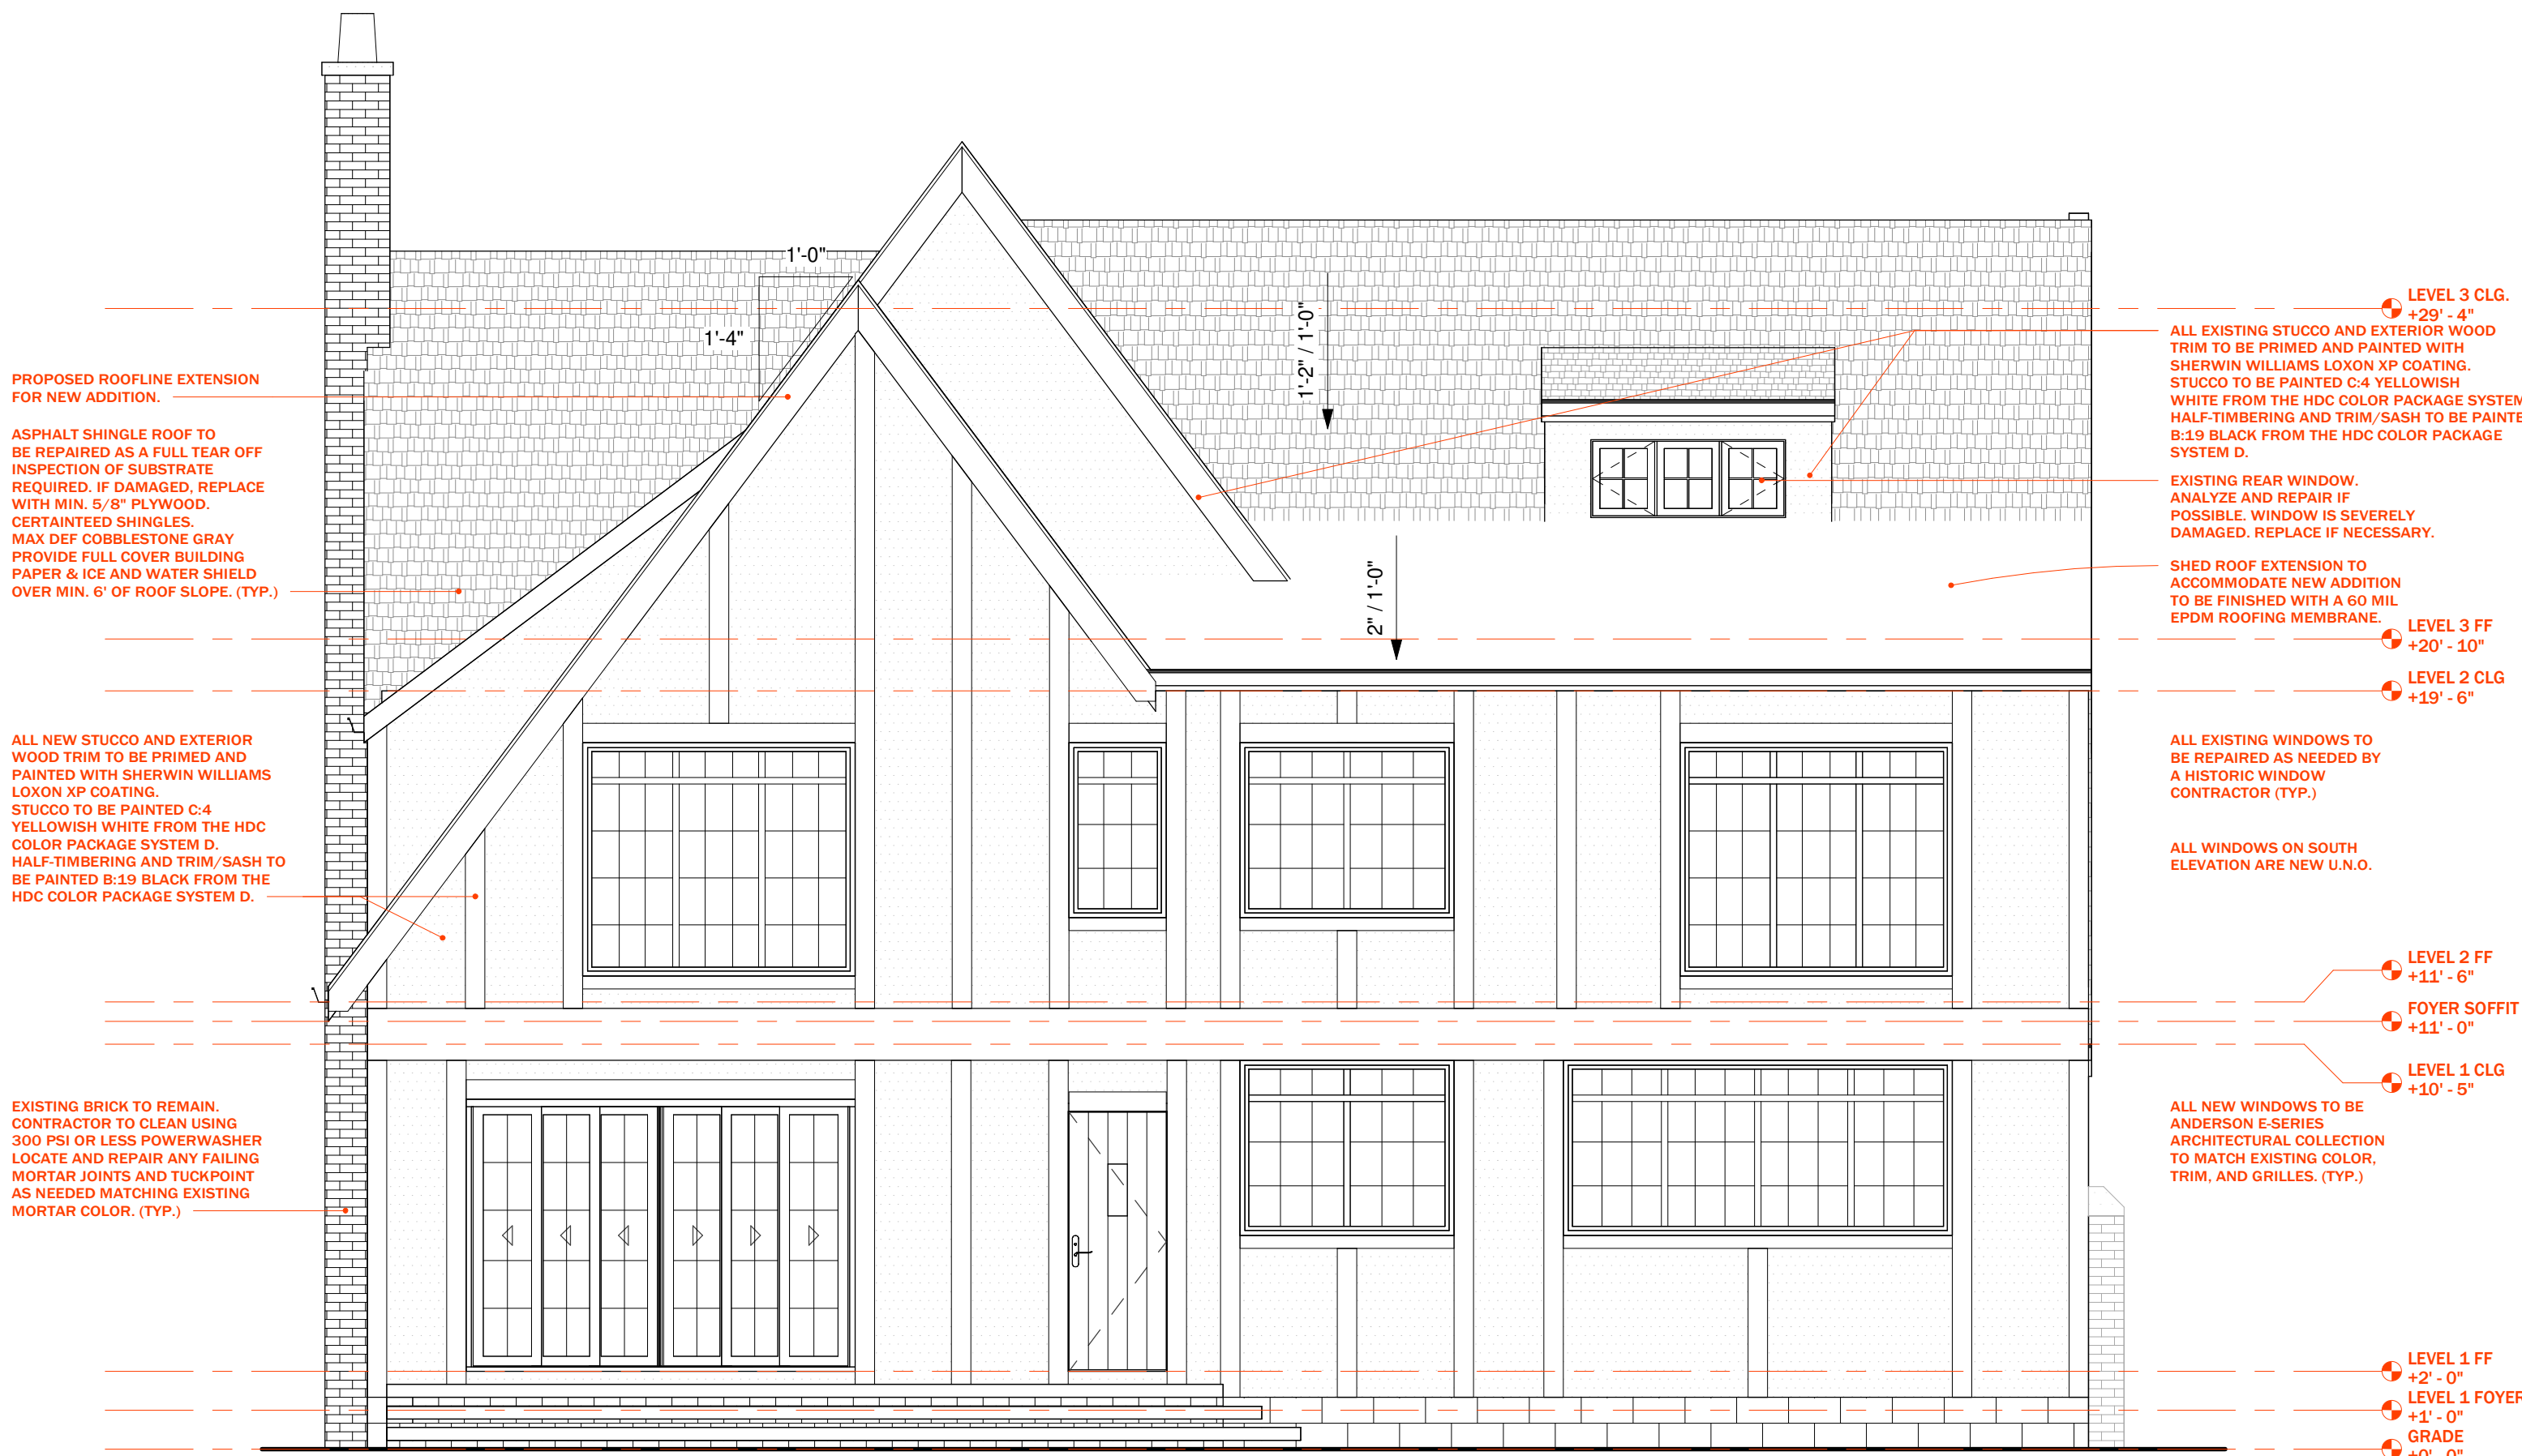 1'-0"
1'-4"
1'-2" / 1'-0"
2" / 1'-0"
PROPOSED ROOFLINE EXTENSION
FOR NEW ADDITION.
ASPHALT SHINGLE ROOF TO
BE REPAIRED AS A FULL TEAR OFF
INSPECTION OF SUBSTRATE
REQUIRED. IF DAMAGED, REPLACE
WITH MIN. 5/8" PLYWOOD.
CERTAINTEED SHINGLES.
MAX DEF COBBLESTONE GRAY
PROVIDE FULL COVER BUILDING
PAPER & ICE AND WATER SHIELD
OVER MIN. 6' OF ROOF SLOPE. (TYP.)
ALL NEW STUCCO AND EXTERIOR
WOOD TRIM TO BE PRIMED AND
PAINTED WITH SHERWIN WILLIAMS
LOXON XP COATING.
STUCCO TO BE PAINTED C:4
YELLOWISH WHITE FROM THE HDC
COLOR PACKAGE SYSTEM D.
HALF-TIMBERING AND TRIM/SASH TO
BE PAINTED B:19 BLACK FROM THE
HDC COLOR PACKAGE SYSTEM D.
EXISTING BRICK TO REMAIN.
CONTRACTOR TO CLEAN USING
300 PSI OR LESS POWERWASHER
LOCATE AND REPAIR ANY FAILING
MORTAR JOINTS AND TUCKPOINT
AS NEEDED MATCHING EXISTING
MORTAR COLOR. (TYP.)
LEVEL 3 CLG.
+29' - 4"
ALL EXISTING STUCCO AND EXTERIOR WOOD
TRIM TO BE PRIMED AND PAINTED WITH
SHERWIN WILLIAMS LOXON XP COATING.
STUCCO TO BE PAINTED C:4 YELLOWISH
WHITE FROM THE HDC COLOR PACKAGE SYSTEM
HALF-TIMBERING AND TRIM/SASH TO BE PAINTE
B:19 BLACK FROM THE HDC COLOR PACKAGE
SYSTEM D.
EXISTING REAR WINDOW.
ANALYZE AND REPAIR IF
POSSIBLE. WINDOW IS SEVERELY
DAMAGED. REPLACE IF NECESSARY.
SHED ROOF EXTENSION TO
ACCOMMODATE NEW ADDITION
TO BE FINISHED WITH A 60 MIL
EPDM ROOFING MEMBRANE.
LEVEL 3 FF
+20' - 10"
LEVEL 2 CLG
+19' - 6"
ALL EXISTING WINDOWS TO
BE REPAIRED AS NEEDED BY
A HISTORIC WINDOW
CONTRACTOR (TYP.)
ALL WINDOWS ON SOUTH
ELEVATION ARE NEW U.N.O.
LEVEL 2 FF
+11' - 6"
FOYER SOFFIT
+11' - 0"
LEVEL 1 CLG
+10' - 5"
ALL NEW WINDOWS TO BE
ANDERSON E-SERIES
ARCHITECTURAL COLLECTION
TO MATCH EXISTING COLOR,
TRIM, AND GRILLES. (TYP.)
LEVEL 1 FF
+2' - 0"
LEVEL 1 FOYER
+1' - 0"
GRADE
+0' - 0"